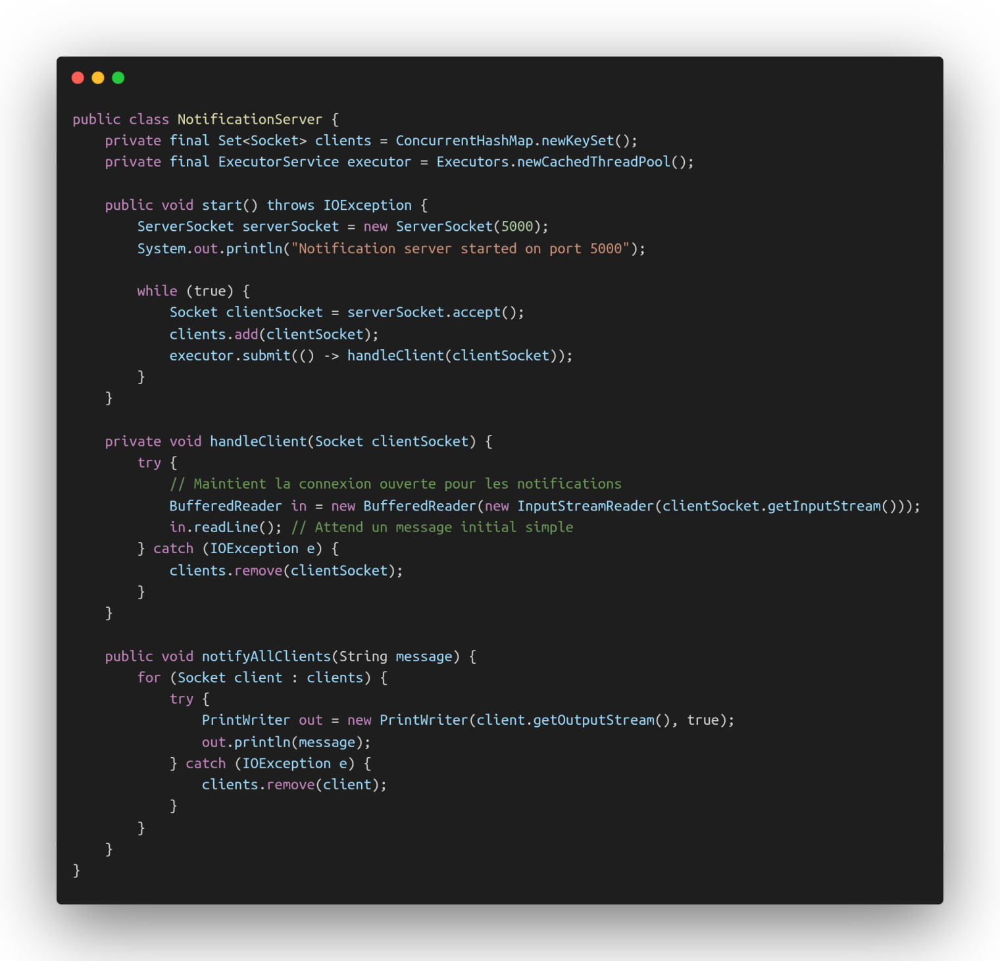 public class NotificationServer {
    private final Set<Socket> clients = ConcurrentHashMap.newKeySet();
    private final ExecutorService executor = Executors.newCachedThreadPool();

    public void start() throws IOException {
        ServerSocket serverSocket = new ServerSocket(5000);
        System.out.println("Notification server started on port 5000");

        while (true) {
            Socket clientSocket = serverSocket.accept();
            clients.add(clientSocket);
            executor.submit(() -> handleClient(clientSocket));
        }
    }

    private void handleClient(Socket clientSocket) {
        try {
            // Maintient la connexion ouverte pour les notifications
            BufferedReader in = new BufferedReader(new InputStreamReader(clientSocket.getInputStream()));
            in.readLine(); // Attend un message initial simple
        } catch (IOException e) {
            clients.remove(clientSocket);
        }
    }

    public void notifyAllClients(String message) {
        for (Socket client : clients) {
            try {
                PrintWriter out = new PrintWriter(client.getOutputStream(), true);
                out.println(message);
            } catch (IOException e) {
                clients.remove(client);
            }
        }
    }
}